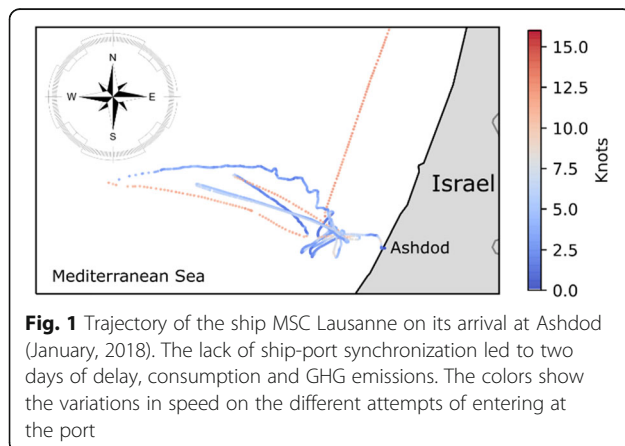 N
W
E
S
Israel
Ashdod
Mediterranean Sea
15.0
12.5
10.0
7.5
5.0
2.5
0.0
Knots
Fig. 1 Trajectory of the ship MSC Lausanne on its arrival at Ashdod
(January, 2018). The lack of ship-port synchronization led to two
days of delay, consumption and GHG emissions. The colors show
the variations in speed on the different attempts of entering at
the port